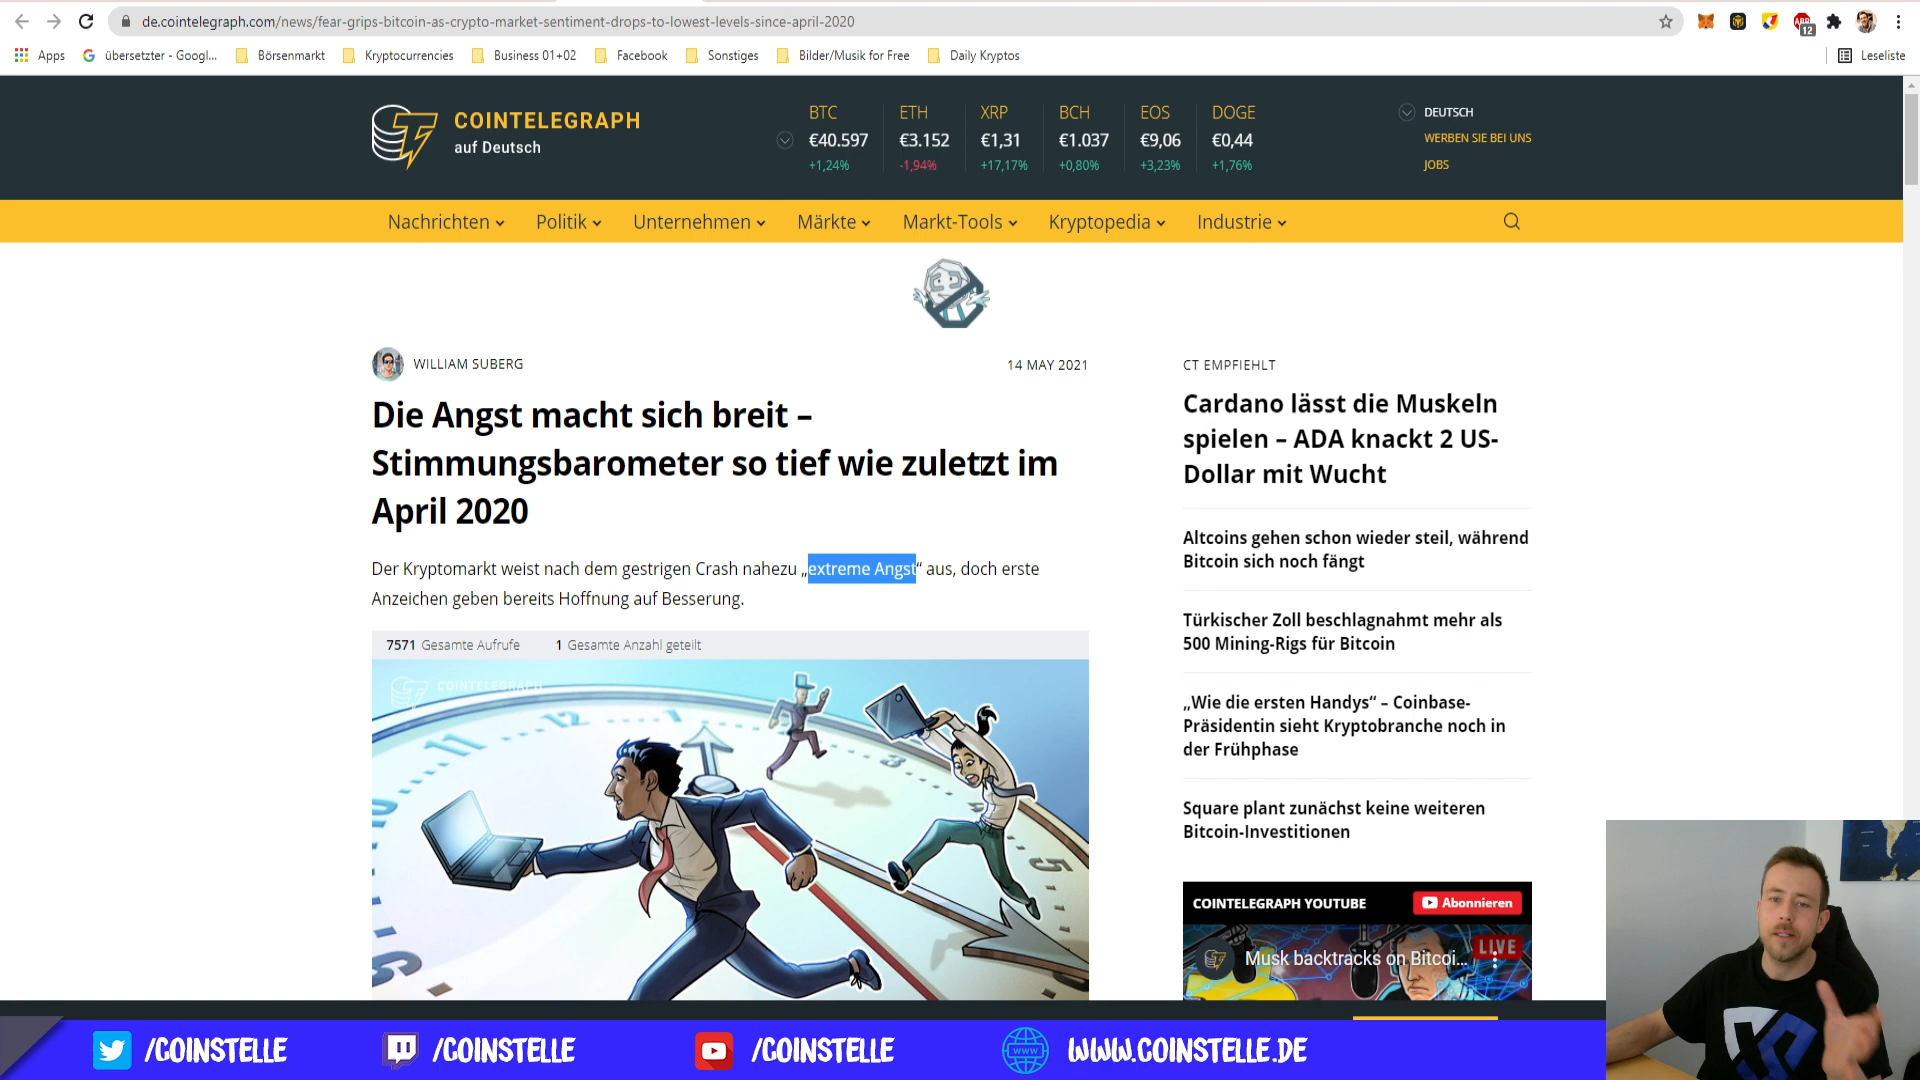 de.cointelegraph.com/news/fear-grips-bitcoin-as-crypto-market-sentiment-drops-to-lowest-levels-since-april-2020
12
Apps
übersetzter - Googl...
Börsenmarkt
Kryptocurrencies
Business 01+02
Facebook
Sonstiges
Bilder/Musik for Free
Daily Kryptos
Leseliste
COINTELEGRAPH
auf Deutsch
BTC ETH XRP BCH EOS DOGE
€40.597 €3.152 €1,31 €1.037 €9,06 €0,44
+1,24% -1,94% +17,17% +0,80% +3,23% +1,76%
DEUTSCH
WERBEN SIE BEI UNS
JOBS
Nachrichten Politik Unternehmen Märkte Markt-Tools Kryptopedia Industrie
WILLIAM SUBERG
14 MAY 2021
Die Angst macht sich breit –
Stimmungsbarometer so tief wie zuletzt im
April 2020
Der Kryptomarkt weist nach dem gestrigen Crash nahezu „extreme Angst“ aus, doch erste
Anzeichen geben bereits Hoffnung auf Besserung.
7571 Gesamte Aufrufe 1 Gesamte Anzahl geteilt
COINTELEGRAPH
10 11 12 1 3 5
CT EMPFIEHLT
Cardano lässt die Muskeln
spielen – ADA knackt 2 US-
Dollar mit Wucht
Altcoins gehen schon wieder steil, während
Bitcoin sich noch fängt
Türkischer Zoll beschlagnahmt mehr als
500 Mining-Rigs für Bitcoin
„Wie die ersten Handys“ – Coinbase-
Präsidentin sieht Kryptobranche noch in
der Frühphase
Square plant zunächst keine weiteren
Bitcoin-Investitionen
COINTELEGRAPH YOUTUBE
Abonnieren
Musk backtracks on Bitcoi...
LIVE
/COINSTELLE
/COINSTELLE
/COINSTELLE
WWW
WWW.COINSTELLE.DE